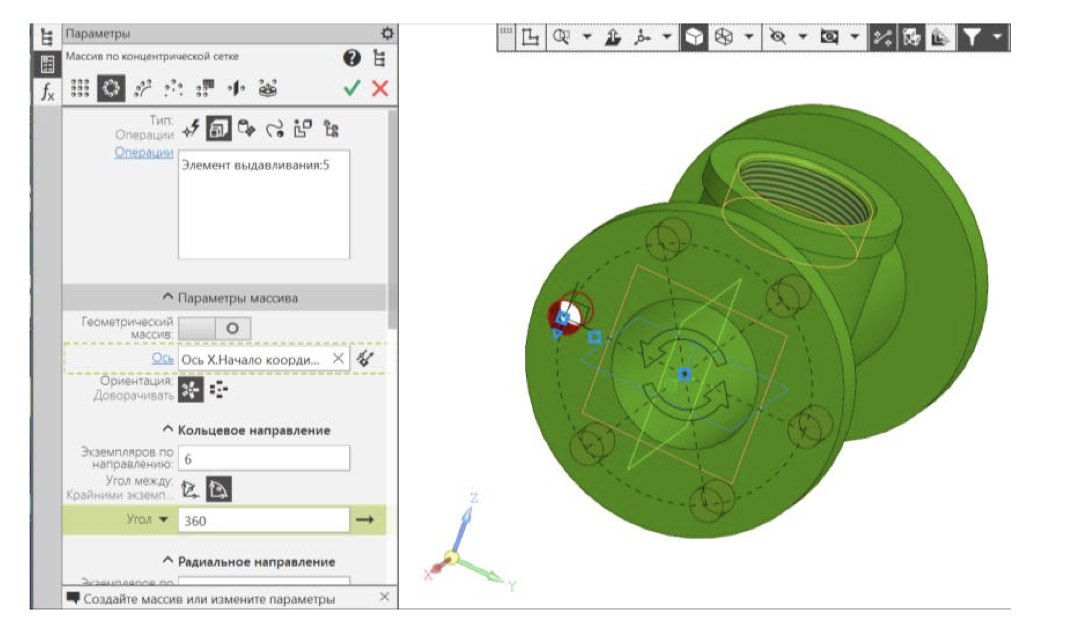 Параметры
Массив по концентрической сетке
Тип:
Операции
Операции
Элемент выдавливания:5
Параметры массива
Геометрический
массив:
Ось Ось X.Начало коорди...
Ориентация:
Доворачивать
Кольцевое направление
Экземпляров по
направлению: 6
Угол между:
Крайними экземп...
Угол 360
Радиальное направление
Экземпляров по
Создайте массив или измените параметры
Z
X
Y